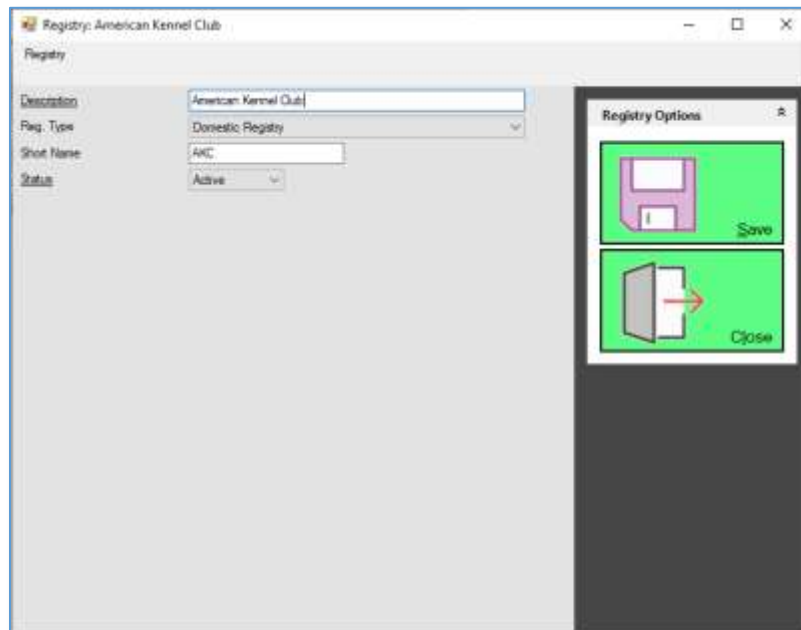 Registry: American Kennel Club
Registry
Description American Kennel Club
Reg. Type Domestic Registry
Short Name AKC
Status Active
Registry Options
Save
Close